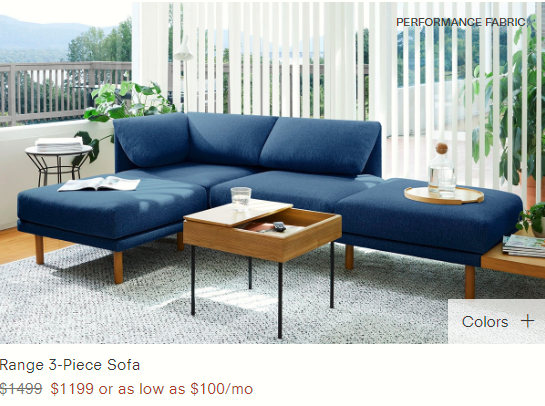 PERFORMANCE FABRIC
Colors +
Range 3-Piece Sofa
$1499 $1199 or as low as $100/mo